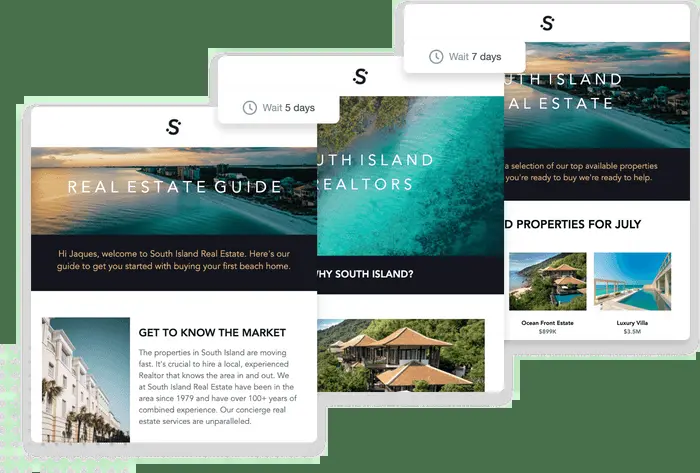 S
Wait 5 days
S
Wait 7 days
S
REAL ESTATE GUIDE
Hi Jaques, welcome to South Island Real Estate. Here's our
guide to get you started with buying your first beach home.
GET TO KNOW THE MARKET
The properties in South Island are moving
fast. It's crucial to hire a local, experienced
Realtor that knows the area in and out. We
at South Island Real Estate have been in the
area since 1979 and have over 100+ years of
combined experience. Our concierge real
estate services are unparalleled.
UTH ISLAND
REALTORS
WHY SOUTH ISLAND?
UTH ISLAND
AL ESTATE
a selection of our top available properties
you're ready to buy we're ready to help.
D PROPERTIES FOR JULY
Ocean Front Estate
$899K
Luxury Villa
$3.5M